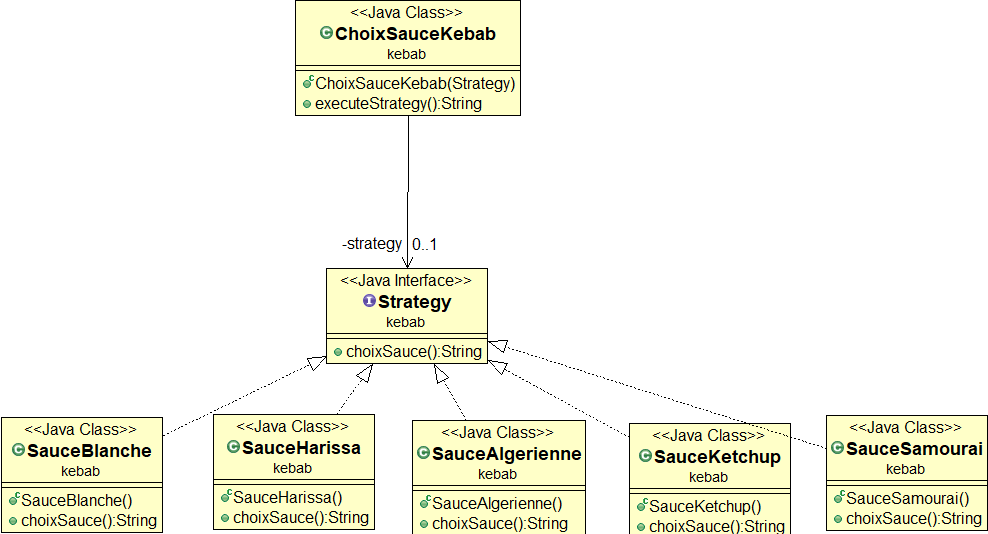 <<Java Class>>
ChoixSauceKebab
kebab
ChoixSauceKebab(Strategy)
executeStrategy():String
-strategy 0..1
<<Java Interface>>
Strategy
kebab
choixSauce():String
<<Java Class>>
SauceBlanche
kebab
SauceBlanche()
choixSauce():String
<<Java Class>>
SauceHarissa
kebab
SauceHarissa()
choixSauce():String
<<Java Class>>
SauceAlgerienne
kebab
SauceAlgerienne()
choixSauce():String
<<Java Class>>
SauceKetchup
kebab
SauceKetchup()
choixSauce():String
<<Java Class>>
SauceSamourai
kebab
SauceSamourai()
choixSauce():String